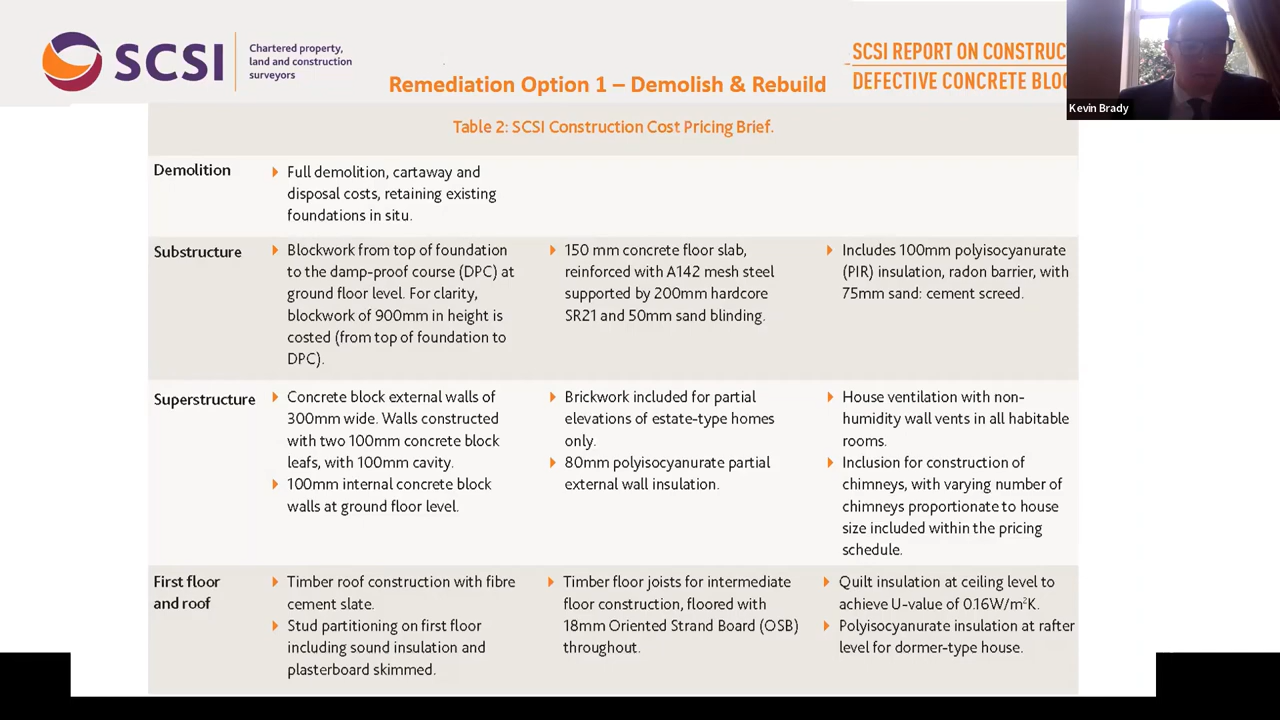 SCSI
Chartered property,
land and construction
surveyors
Remediation Option 1 – Demolish & Rebuild
SCSI REPORT ON CONSTRUC
DEFECTIVE CONCRETE BLO
Kevin Brady
Table 2: SCSI Construction Cost Pricing Brief.
Demolition
Full demolition, cartaway and
disposal costs, retaining existing
foundations in situ.
Substructure
Blockwork from top of foundation
to the damp-proof course (DPC) at
ground floor level. For clarity,
blockwork of 900mm in height is
costed (from top of foundation to
DPC).
150 mm concrete floor slab,
reinforced with A142 mesh steel
supported by 200mm hardcore
SR21 and 50mm sand blinding.
Includes 100mm polyisocyanurate
(PIR) insulation, radon barrier, with
75mm sand: cement screed.
Superstructure
Concrete block external walls of
300mm wide. Walls constructed
with two 100mm concrete block
leafs, with 100mm cavity.
100mm internal concrete block
walls at ground floor level.
Brickwork included for partial
elevations of estate-type homes
only.
80mm polyisocyanurate partial
external wall insulation.
House ventilation with non-
humidity wall vents in all habitable
rooms.
Inclusion for construction of
chimneys, with varying number of
chimneys proportionate to house
size included within the pricing
schedule.
First floor
and roof
Timber roof construction with fibre
cement slate.
Stud partitioning on first floor
including sound insulation and
plasterboard skimmed.
Timber floor joists for intermediate
floor construction, floored with
18mm Oriented Strand Board (OSB)
throughout.
Quilt insulation at ceiling level to
achieve U-value of 0.16W/m²K.
Polyisocyanurate insulation at rafter
level for dormer-type house.